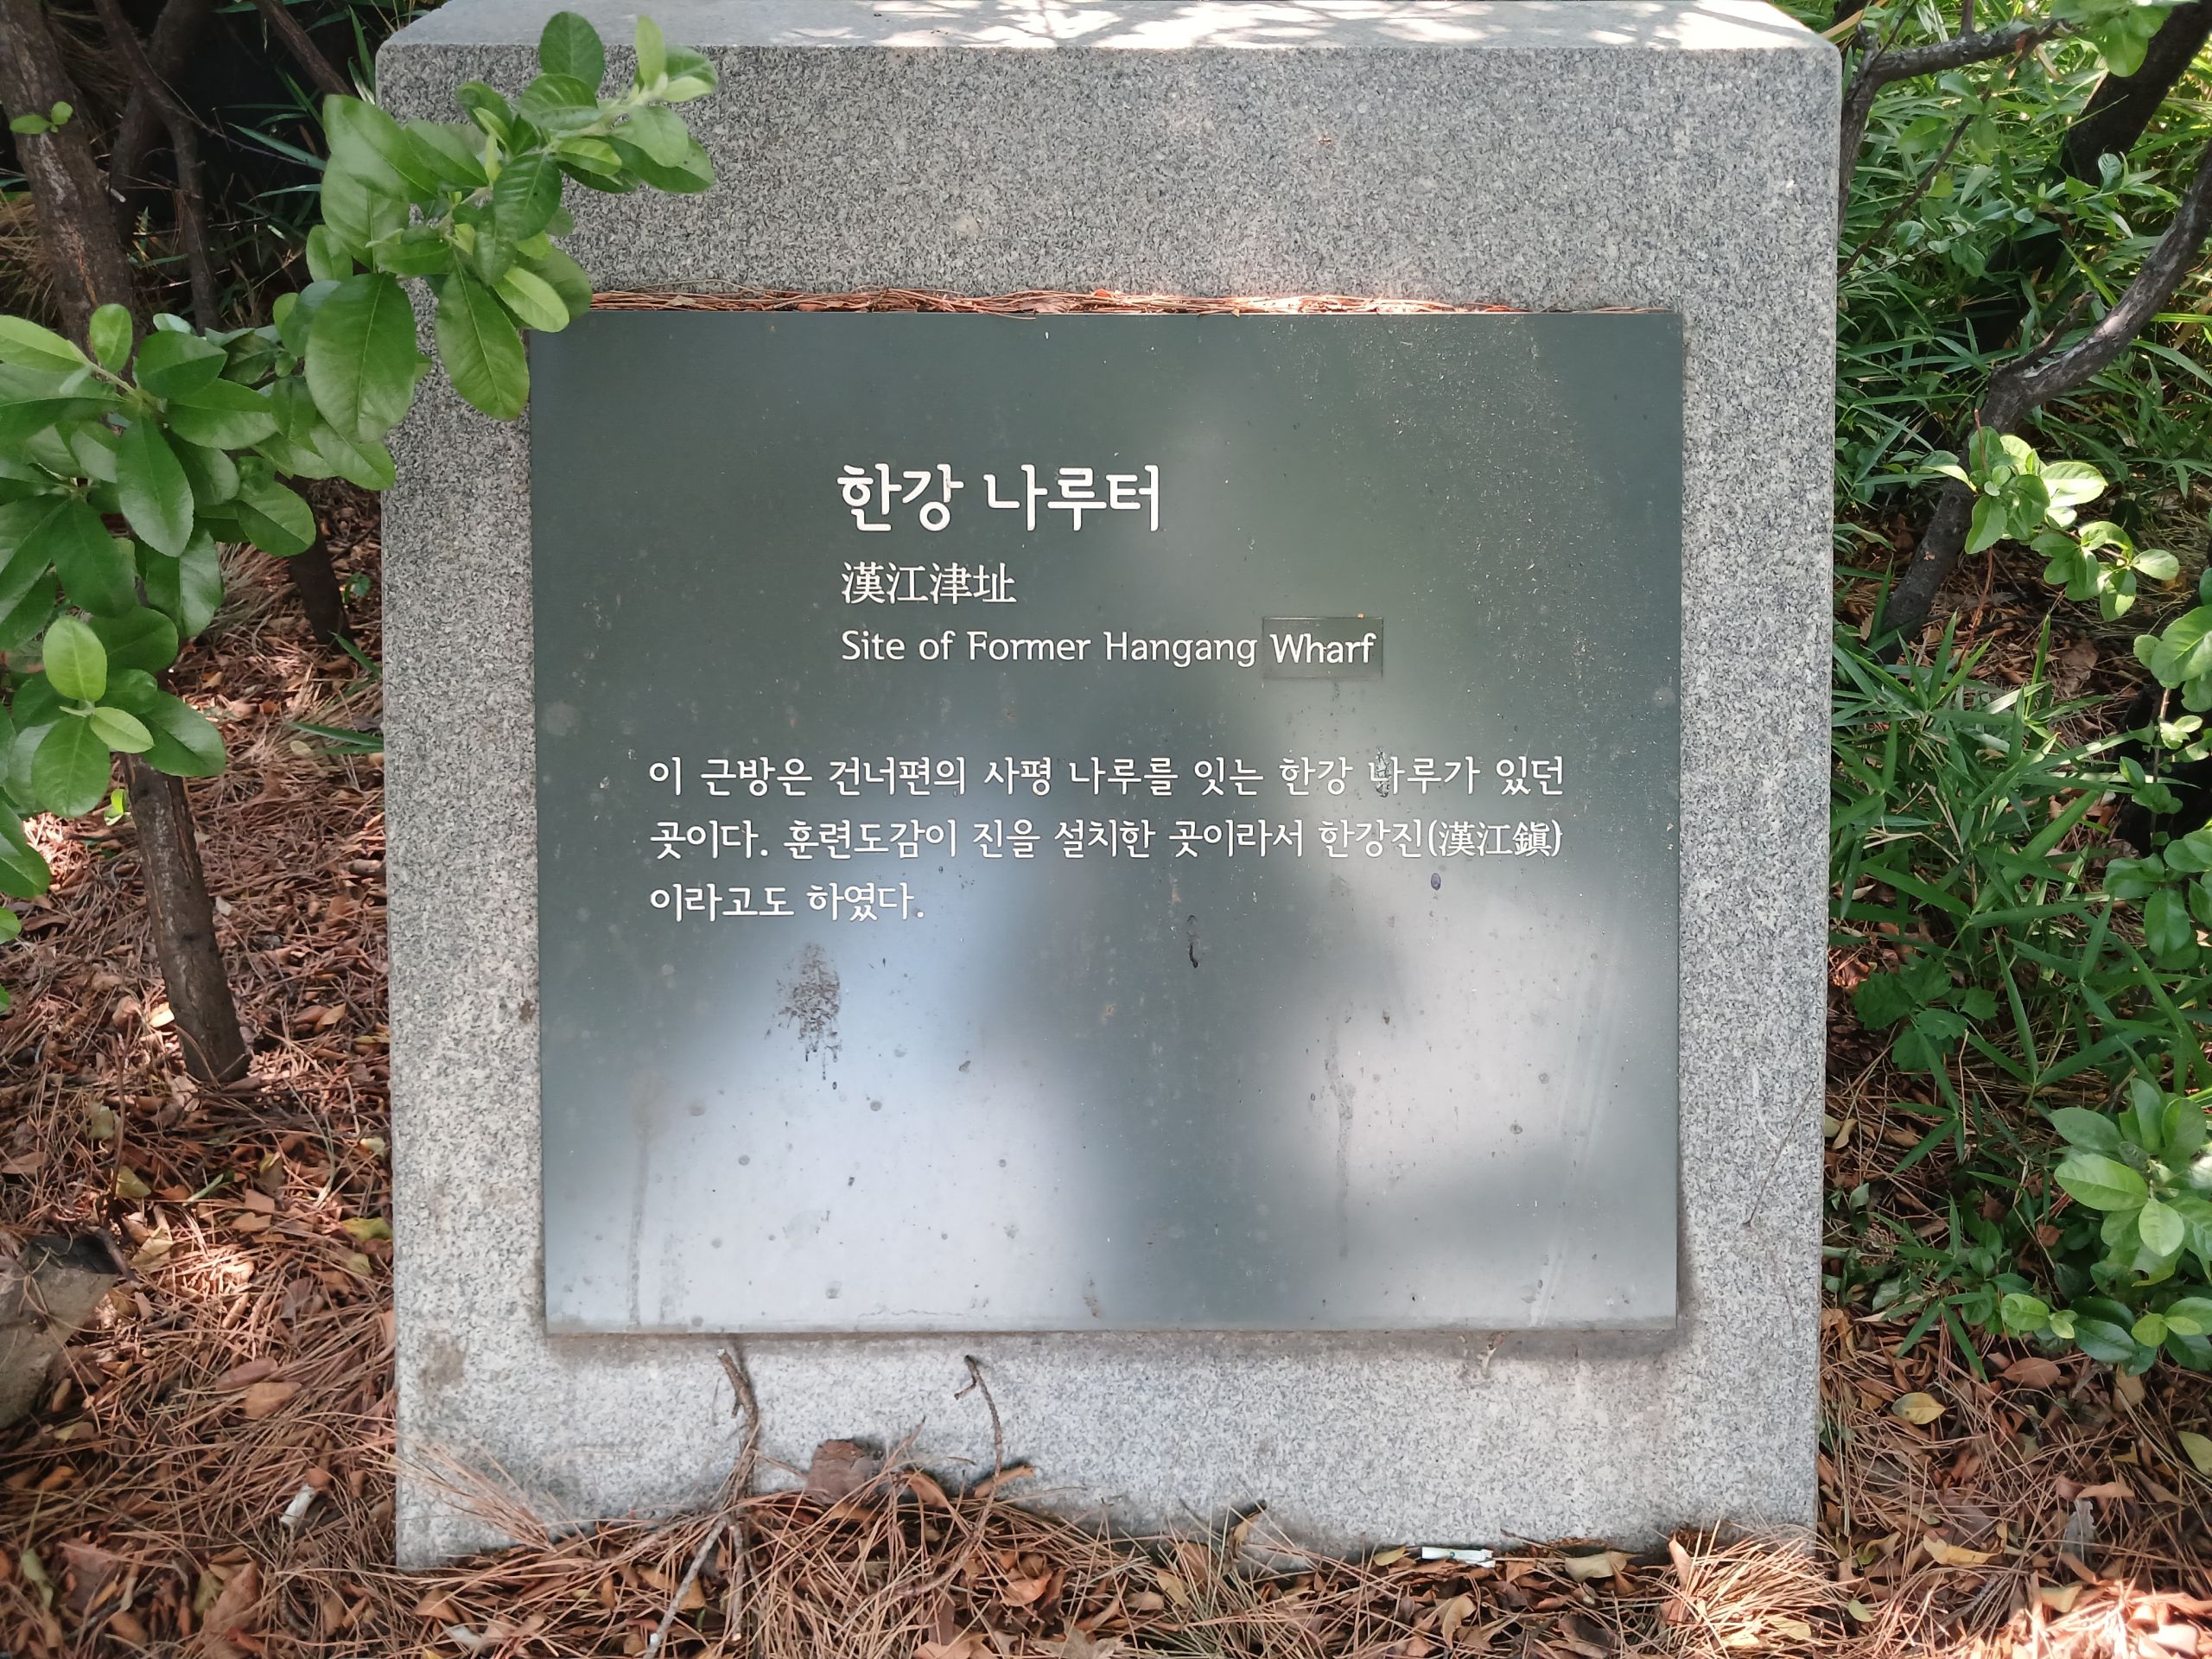 한강 나루터
漢江津址
Site of Former Hangang Wharf
이 근방은 건너편의 사평 나루를 잇는 한강 나루가 있던
곳이다. 훈련도감이 진을 설치한 곳이라서 한강진(漢江鎭)
이라고도 하였다.